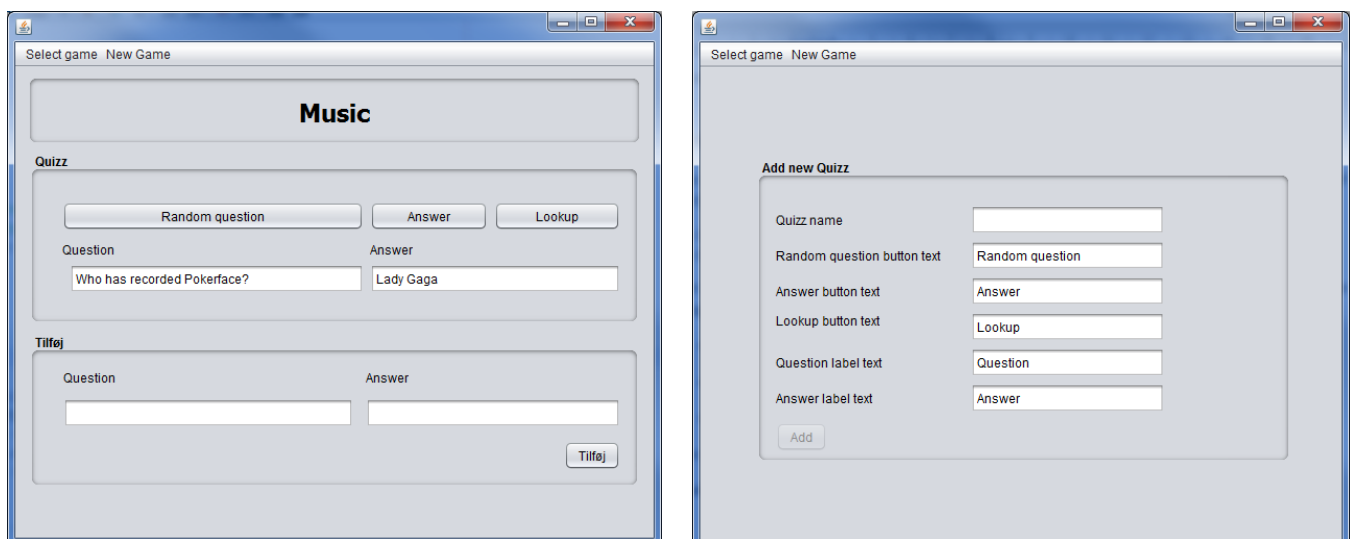 Select game New Game
Music
Quizz
Random question Answer Lookup
Question Answer
Who has recorded Pokerface? Lady Gaga
Tilføj
Question Answer
Tilføj
Select game New Game
Add new Quizz
Quizz name
Random question button text Random question
Answer button text Answer
Lookup button text Lookup
Question label text Question
Answer label text Answer
Add